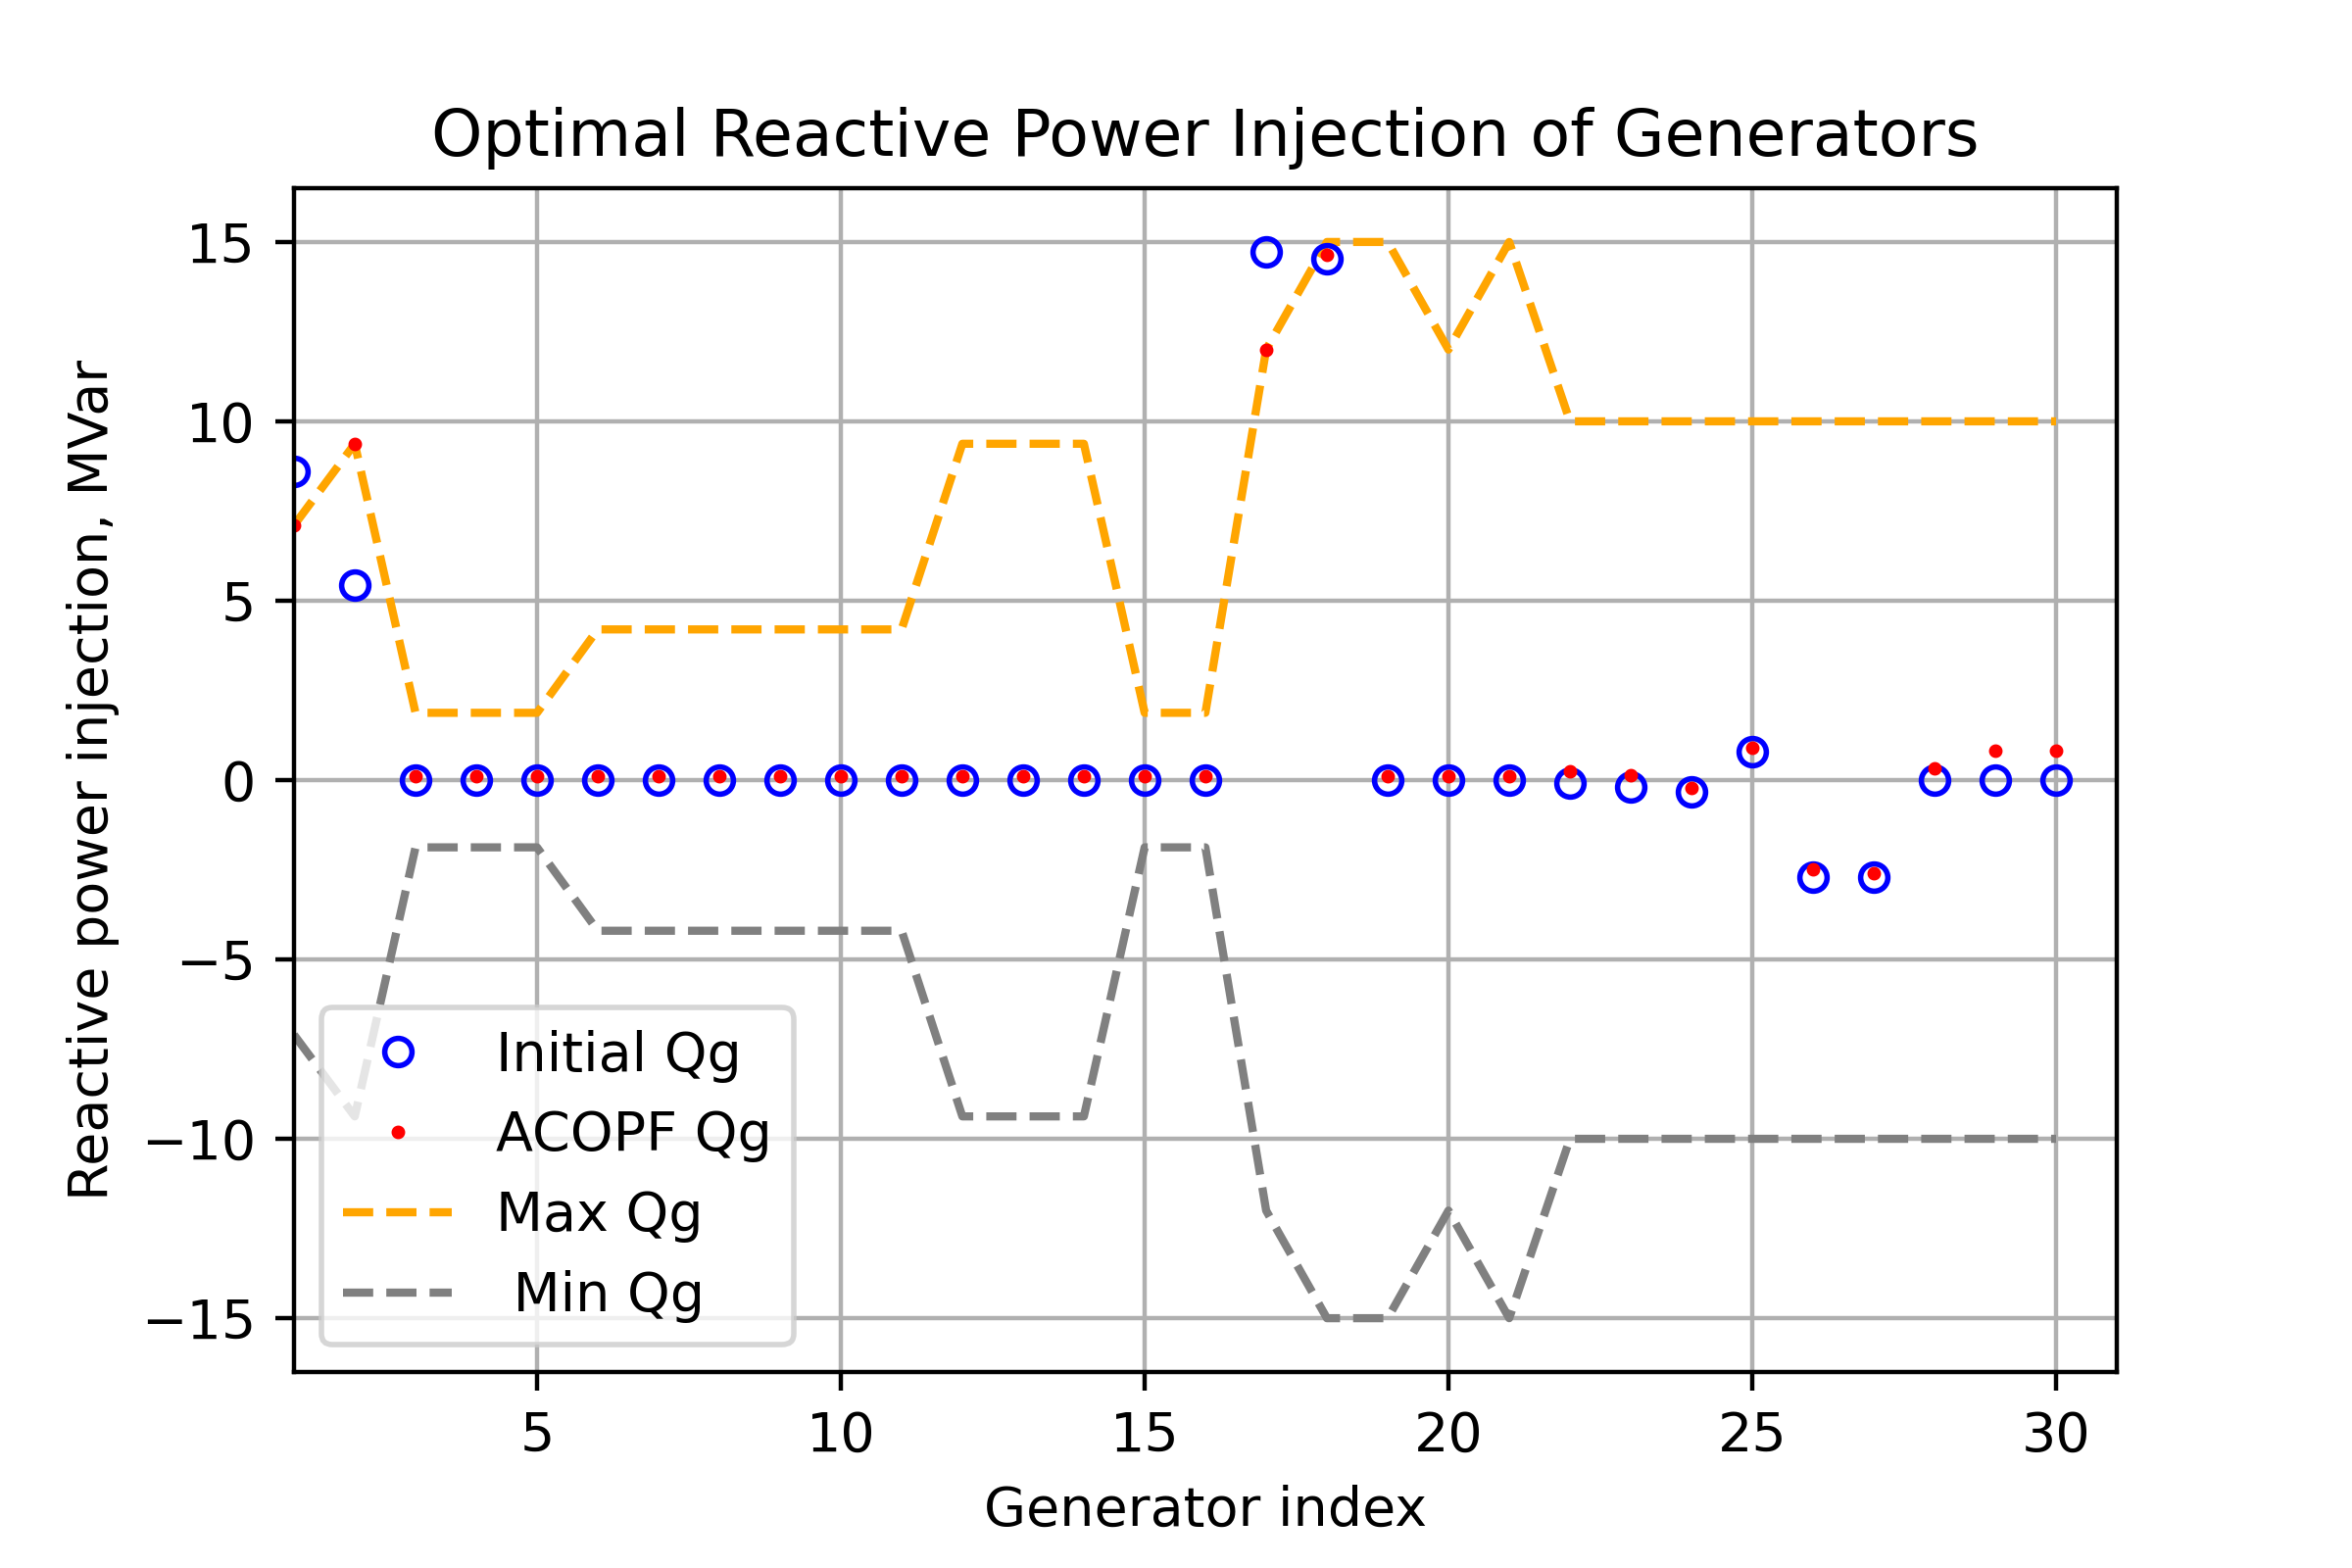 Optimal Reactive Power Injection of Generators
Reactive power injection, MVar
15
10
5
0
−5
−10
−15
Initial Qg
ACOPF Qg
Max Qg
Min Qg
5 10 15 20 25 30
Generator index